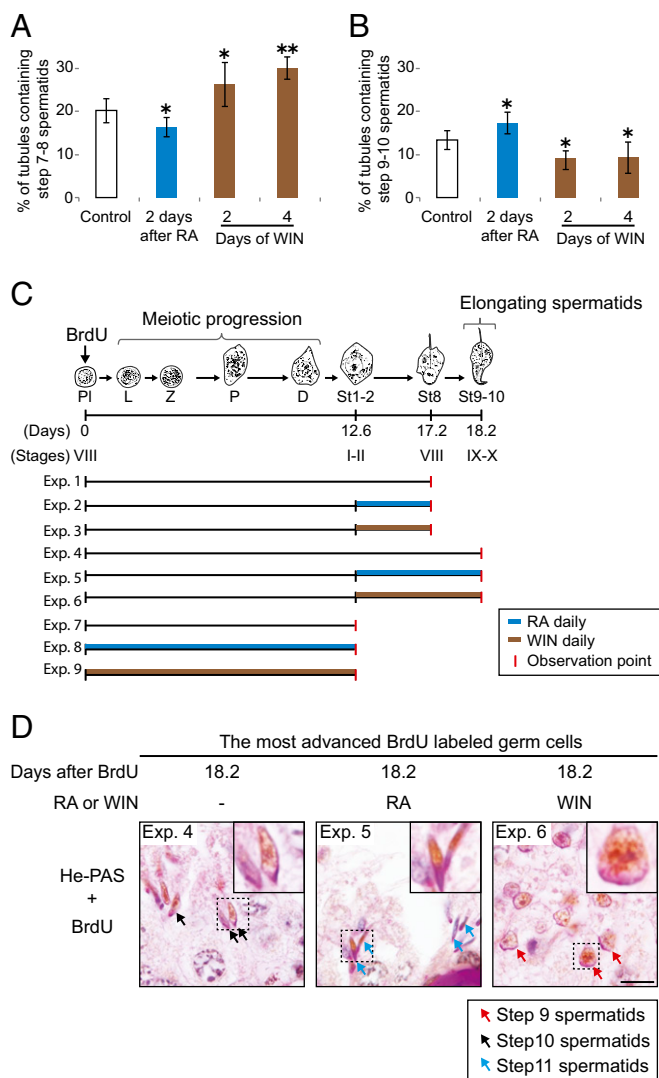 A
% of tubules containing
step 7-8 spermatids
30
20
10
0
*
*
**
Control
2 days
after RA
2
4
Days of WIN
B
% of tubules containing
step 9-10 spermatids
30
20
10
0
*
*
*
Control
2 days
after RA
2
4
Days of WIN
C
Elongating spermatids
Meiotic progression
BrdU
Pl L Z P D St1-2 St8 St9-10
(Days) 0 12.6 17.2 18.2
(Stages) VIII I-II VIII IX-X
Exp. 1
Exp. 2
Exp. 3
Exp. 4
Exp. 5
Exp. 6
Exp. 7
Exp. 8
Exp. 9
RA daily
WIN daily
Observation point
D
The most advanced BrdU labeled germ cells
Days after BrdU 18.2 18.2 18.2
RA or WIN - RA WIN
He-PAS
+
BrdU
Exp. 4
Exp. 5
Exp. 6
Step 9 spermatids
Step10 spermatids
Step11 spermatids